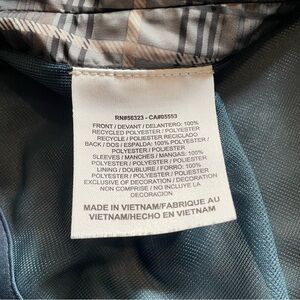 RN#56323 - CA#05553
FRONT / DEVANT / DELANTERO: 100%
RECYCLED POLYESTER / POLYESTER
RECYCLE / POLIESTER RECICLADO
BACK / DOS / ESPALDA: 100% POLYESTER /
POLYESTER / POLIESTER
SLEEVES / MANCHES / MANGAS: 100%
POLYESTER / POLYESTER / POLIESTER
LINING / DOUBLURE / FORRO: 100%
POLYESTER / POLYESTER / POLIESTER
EXCLUSIVE OF DECORATION / DECORATION
NON COMPRISE / NO INCLUYE LA
DECORACION
MADE IN VIETNAM/FABRIQUE AU
VIETNAM/HECHO EN VIETNAM